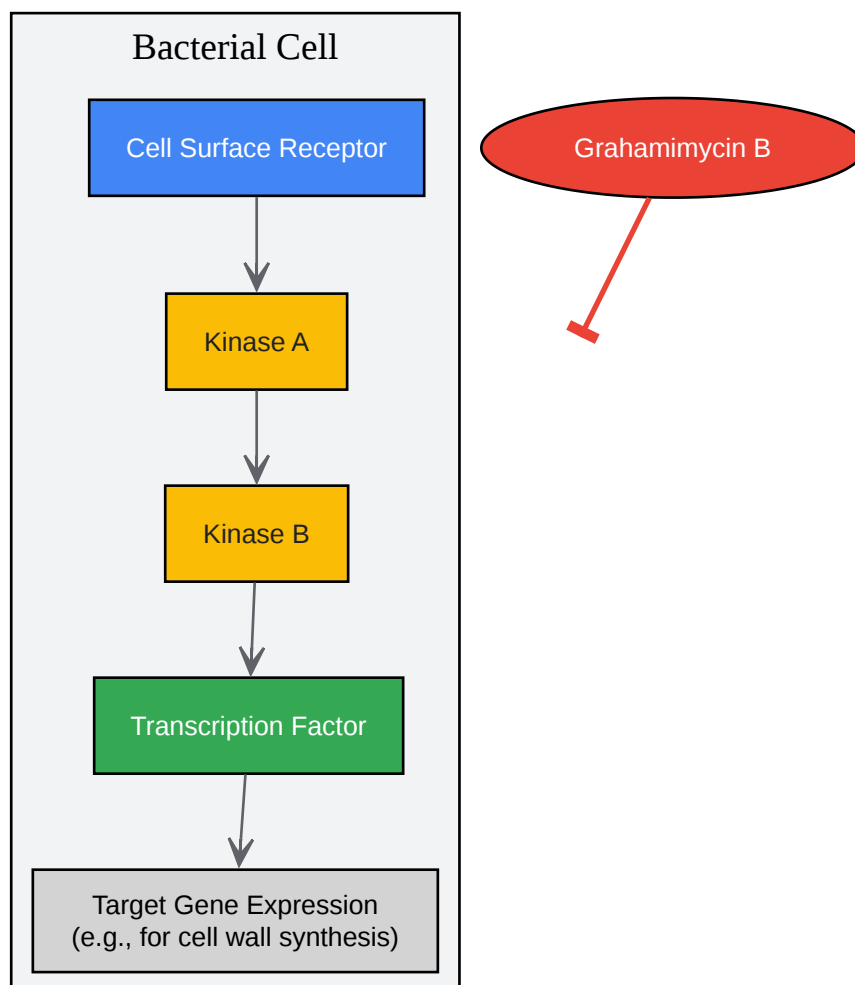 Bacterial Cell
Cell Surface Receptor
Grahamimycin B
Kinase A
Kinase B
Transcription Factor
Target Gene Expression
(e.g., for cell wall synthesis)